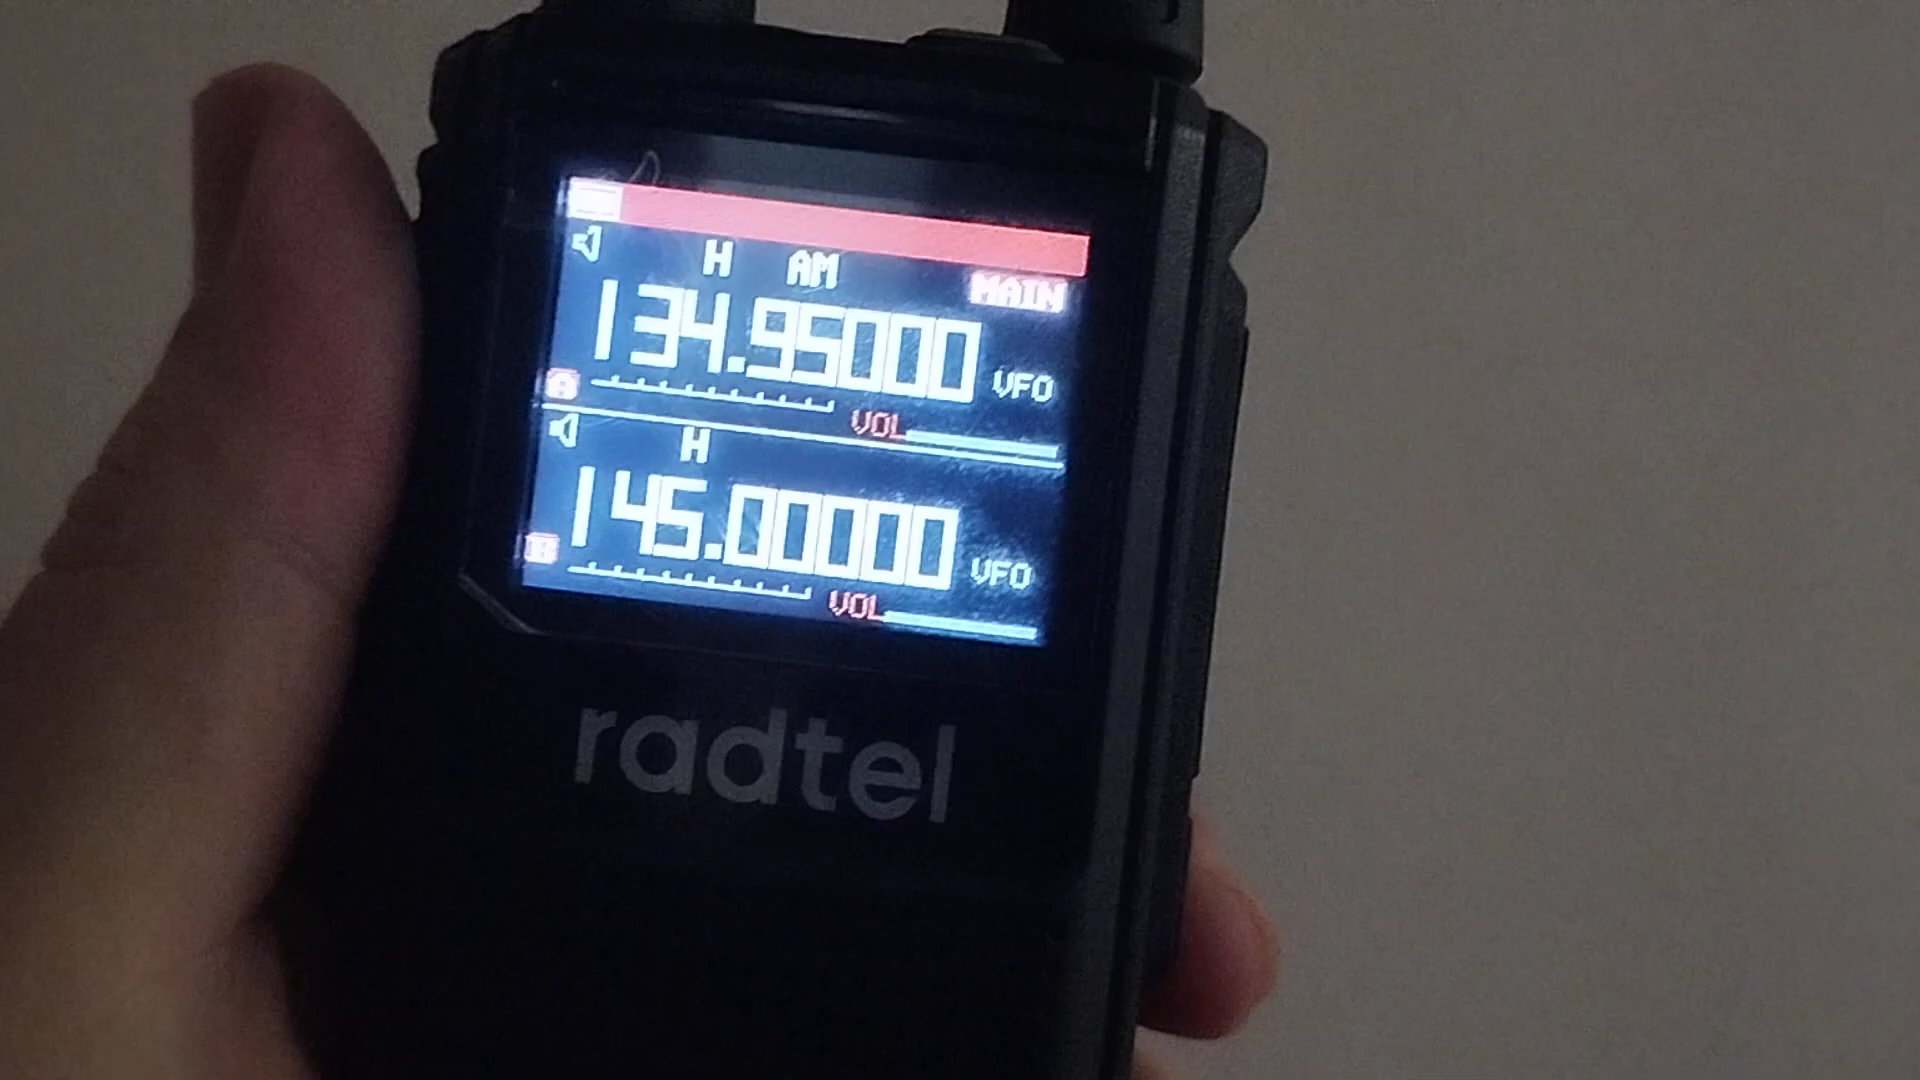 H AM
MAIN
134.95000 VFO
A
VOL
H
145.00000 VFO
B
VOL
radtel